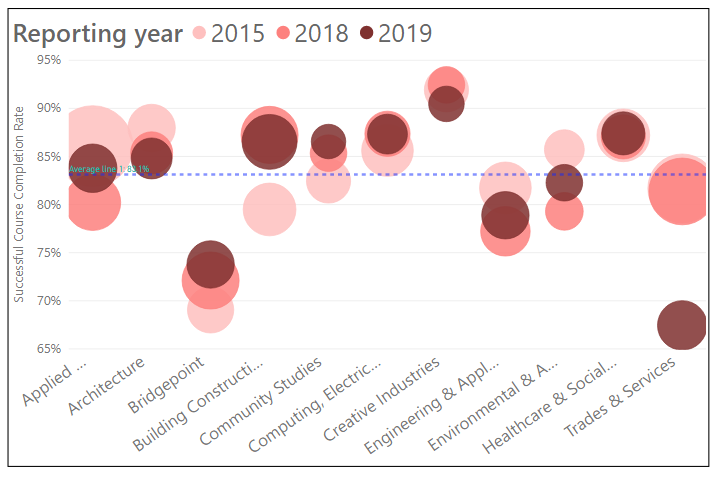 Reporting year 2015 2018 2019
95%
90%
85%
80%
75%
70%
65%
Successful Course Completion Rate
Average line 1: 83.1%
Applied ...
Architecture
Bridgepoint
Building Constructi...
Community Studies
Computing, Electric...
Creative Industries
Engineering & Appl...
Environmental & A...
Healthcare & Social...
Trades & Services